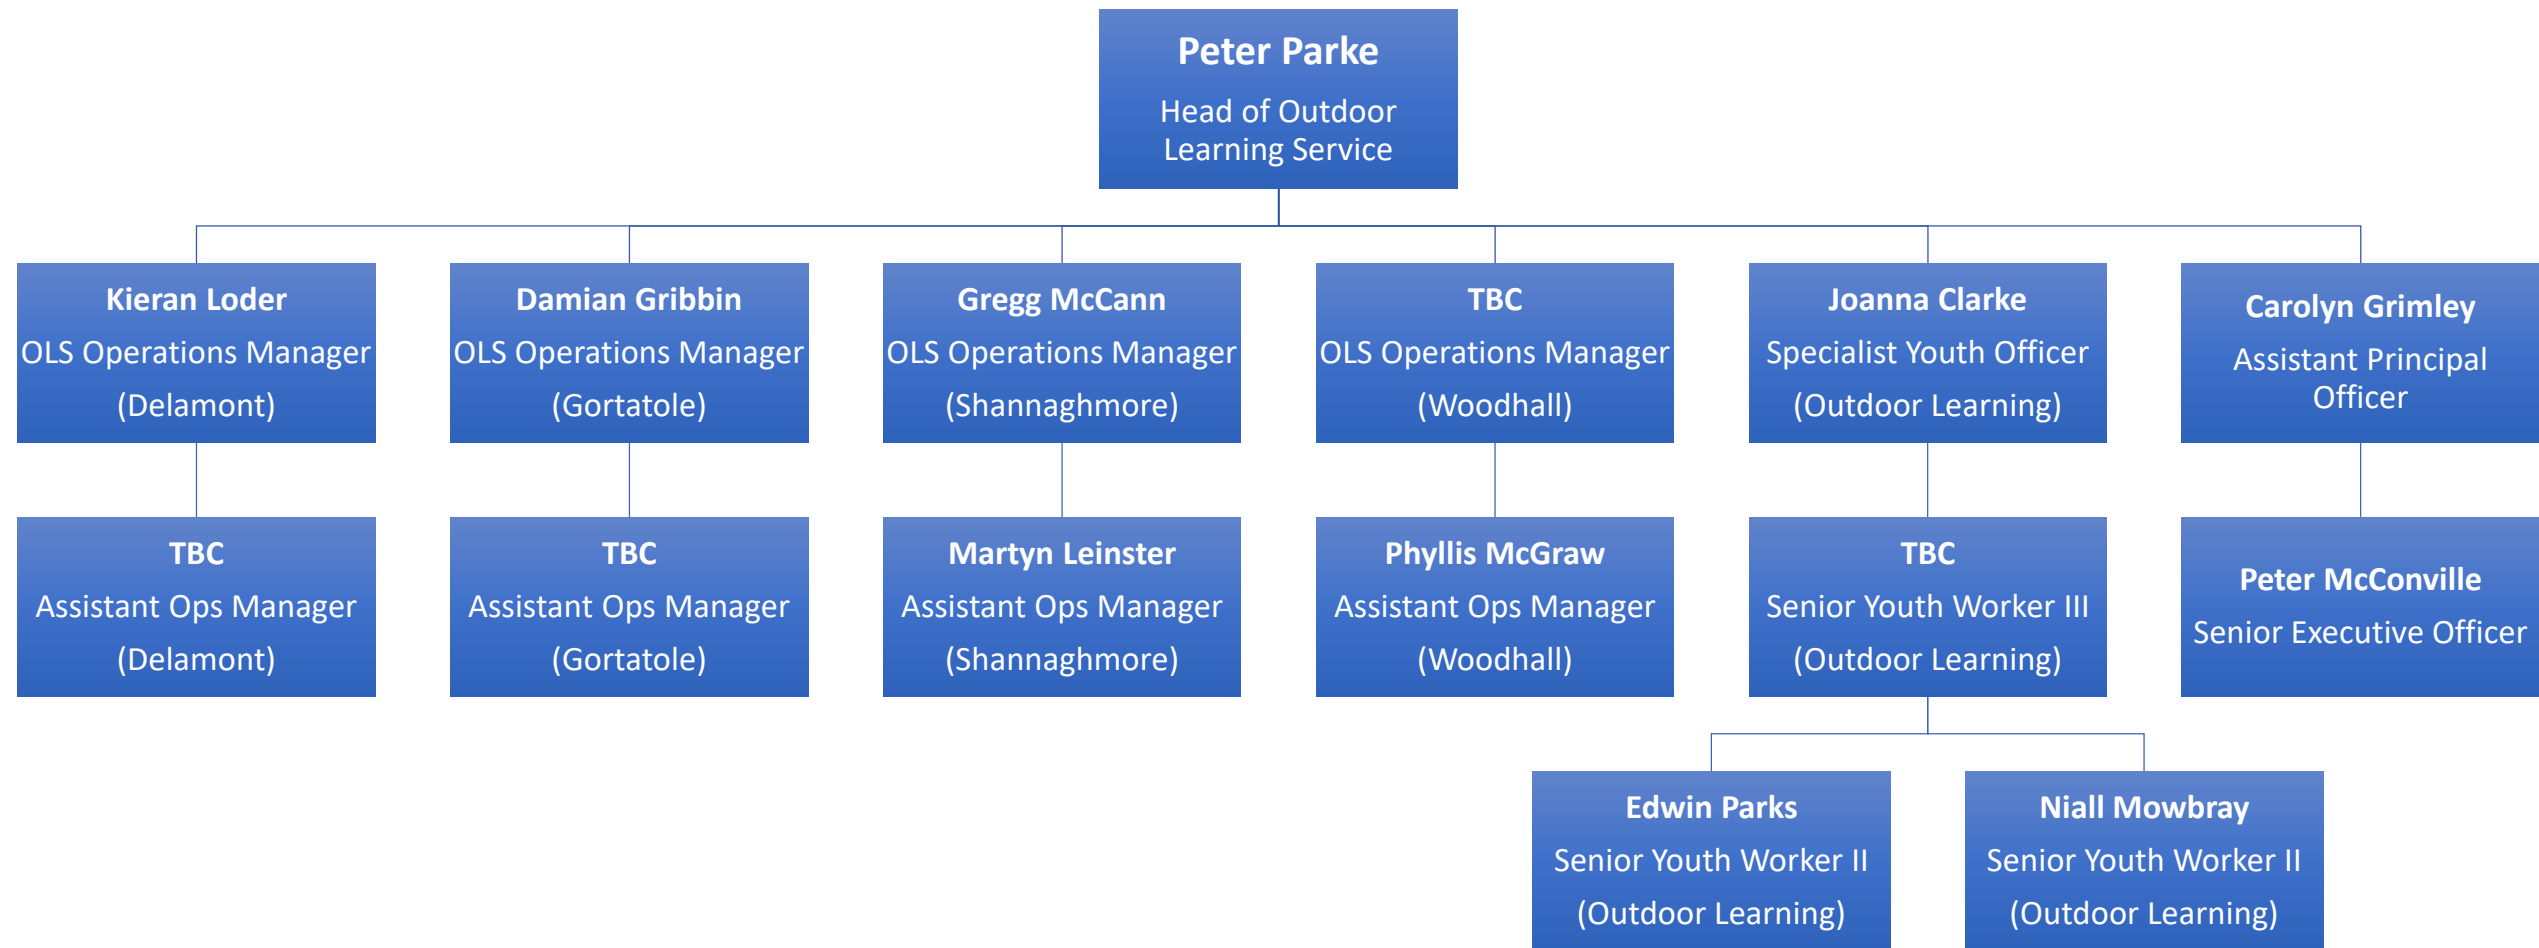 Peter Parke
Head of Outdoor
Learning Service
Kieran Loder
OLS Operations Manager
(Delamont)
Damian Gribbin
OLS Operations Manager
(Gortatole)
Gregg McCann
OLS Operations Manager
(Shannaghmore)
TBC
OLS Operations Manager
(Woodhall)
Joanna Clarke
Specialist Youth Officer
(Outdoor Learning)
Carolyn Grimley
Assistant Principal
Officer
TBC
Assistant Ops Manager
(Delamont)
TBC
Assistant Ops Manager
(Gortatole)
Martyn Leinster
Assistant Ops Manager
(Shannaghmore)
Phyllis McGraw
Assistant Ops Manager
(Woodhall)
TBC
Senior Youth Worker III
(Outdoor Learning)
Peter McConville
Senior Executive Officer
Edwin Parks
Senior Youth Worker II
(Outdoor Learning)
Niall Mowbray
Senior Youth Worker II
(Outdoor Learning)